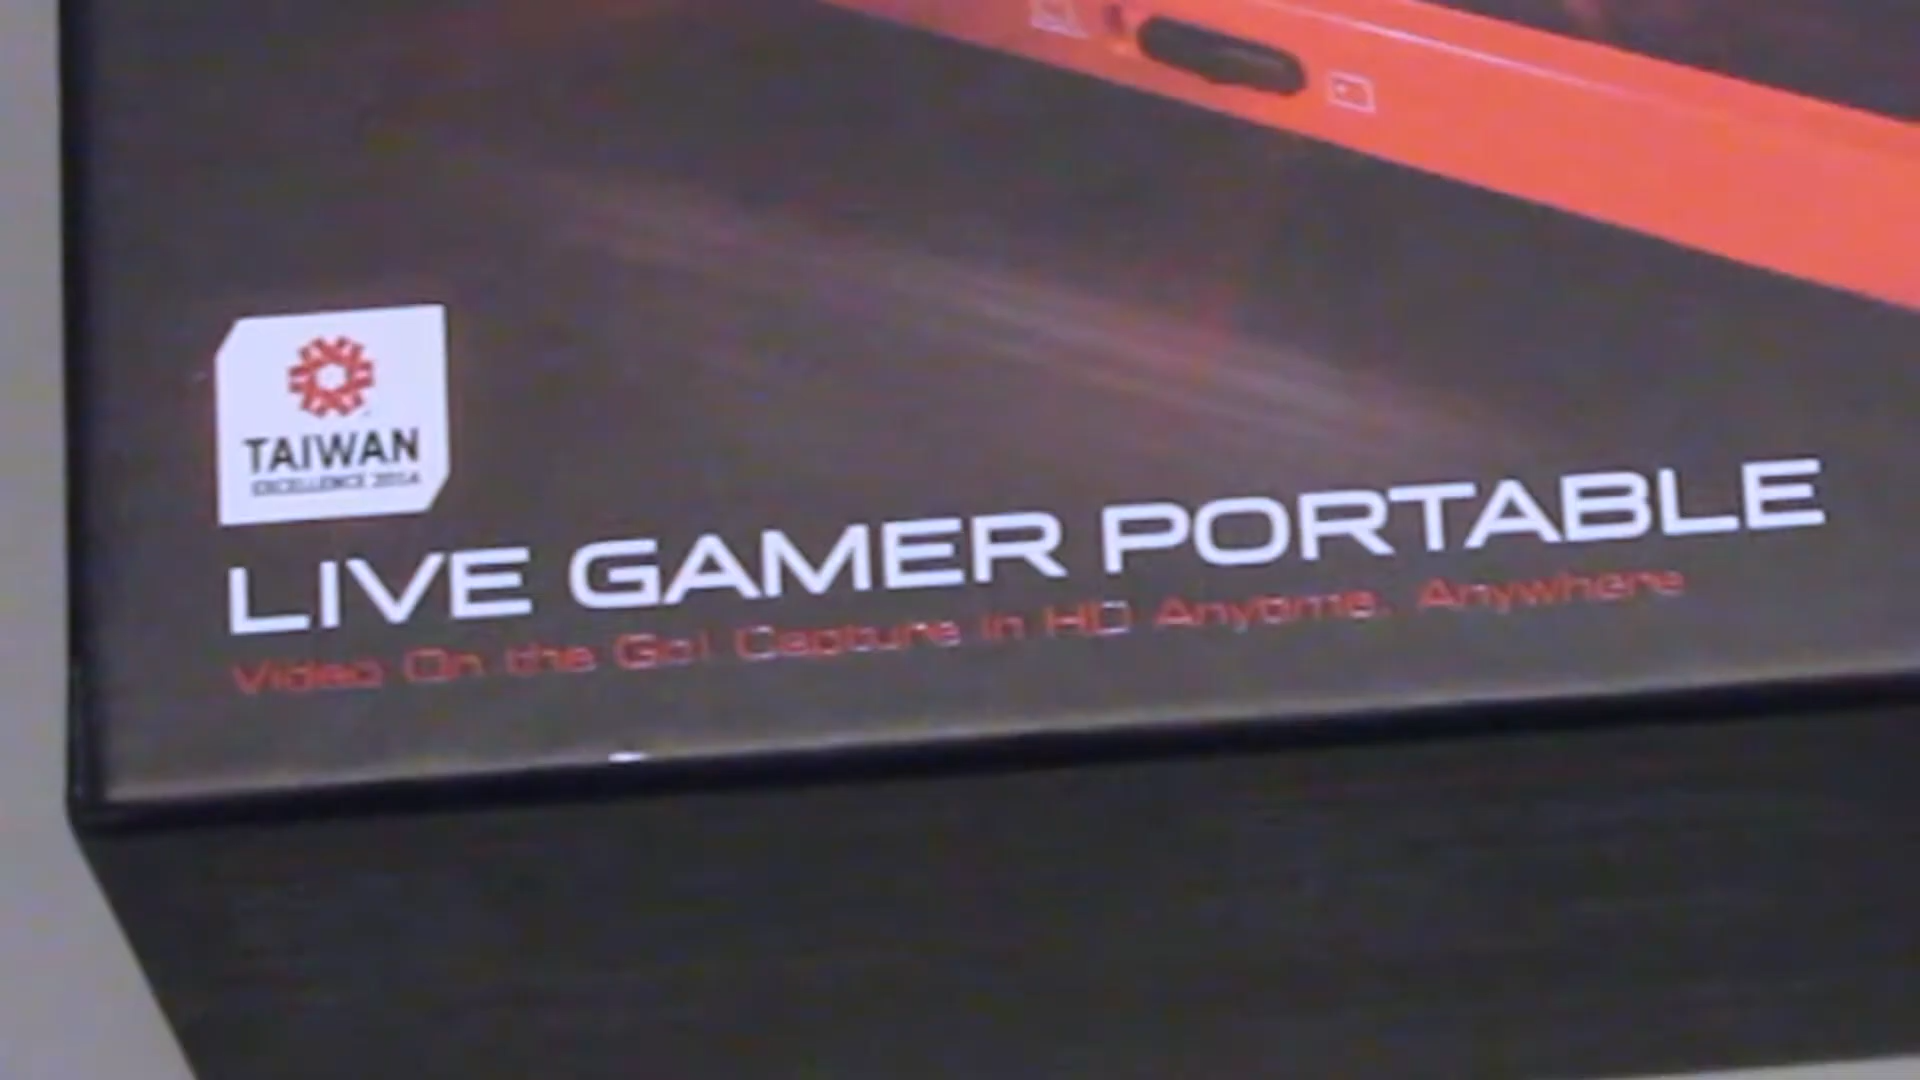 TAIWAN
EXCELLENCE 2014
LIVE GAMER PORTABLE
Video On the Go! Capture in HD Anytime, Anywhere